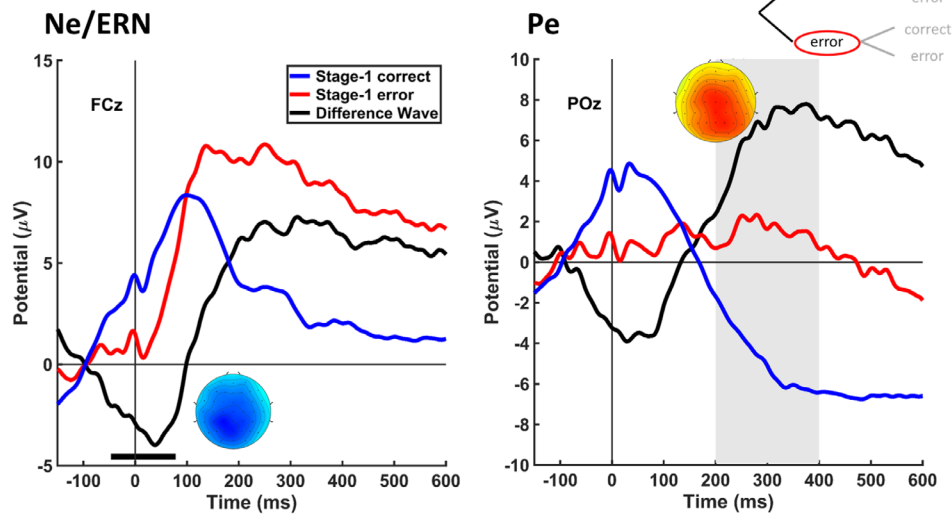 Ne/ERN
FCz
Stage-1 correct
Stage-1 error
Difference Wave
Potential (μV)
15
10
5
0
-5
-100 0 100 200 300 400 500 600
Time (ms)
Pe
error
error
correct
error
POz
Potential (μV)
10
8
6
4
2
0
-2
-4
-6
-8
-10
-100 0 100 200 300 400 500 600
Time (ms)